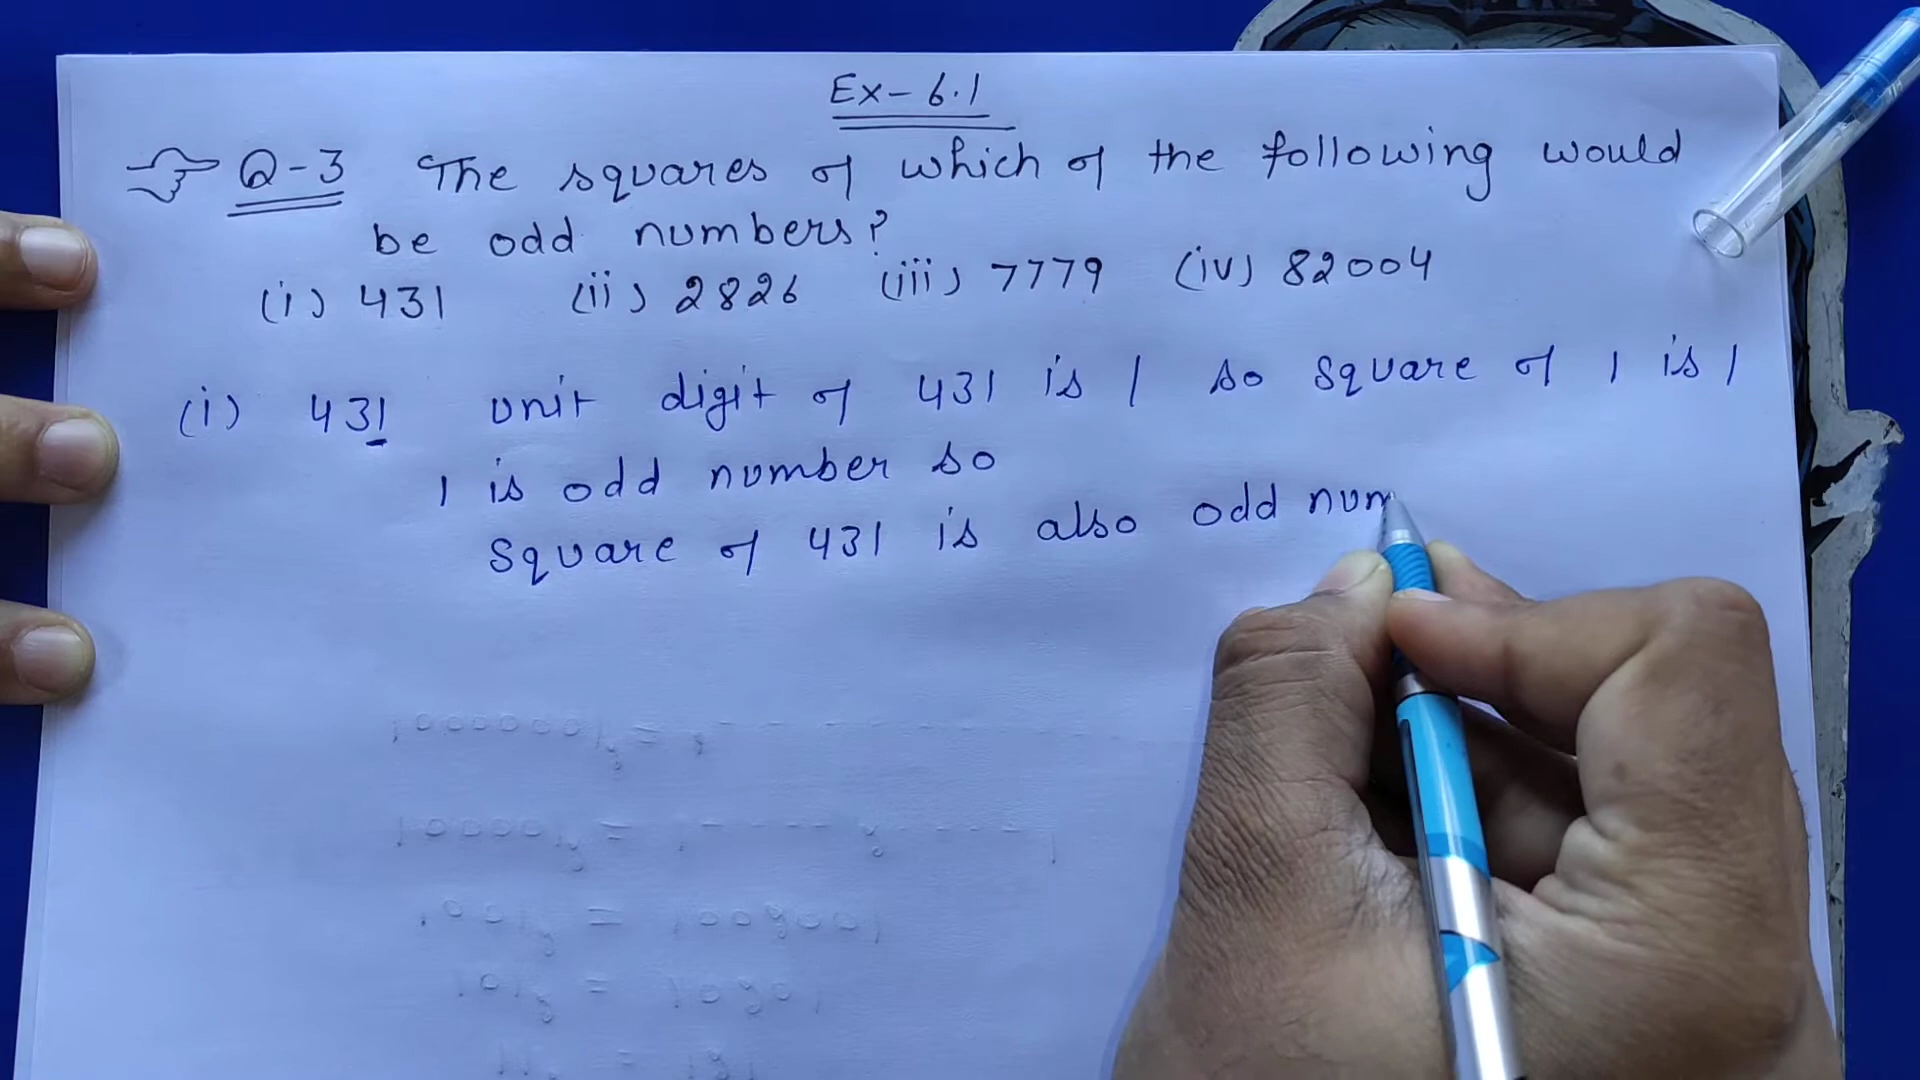 Ex-6.1
Q-3 The squares of which of the following would
be odd numbers?
(i) 431 (ii) 2826 (iii) 7779 (iv) 82004
(i) 431 unit digit of 431 is 1 so square of 1 is 1
1 is odd number so
Square of 431 is also odd num